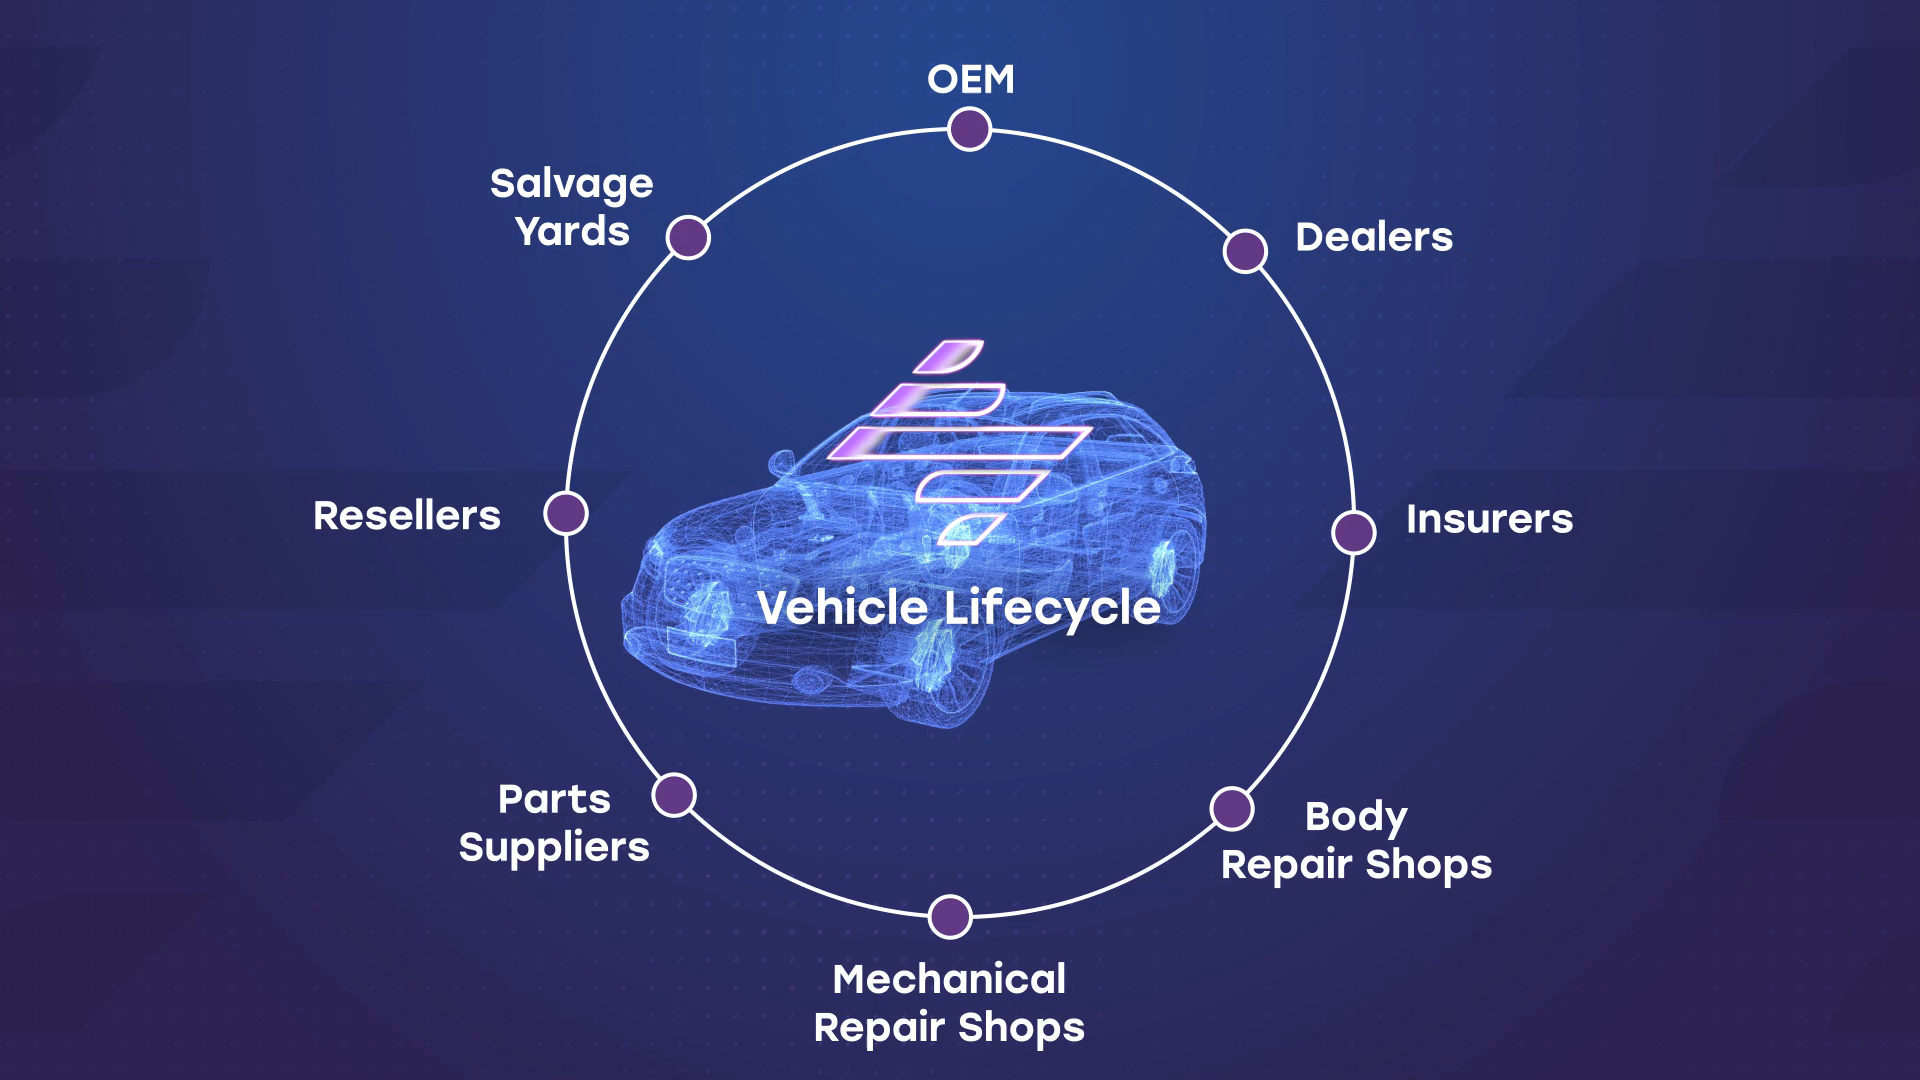 OEM
Salvage
Yards
Dealers
Resellers
Insurers
Vehicle Lifecycle
Parts
Suppliers
Body
Repair Shops
Mechanical
Repair Shops